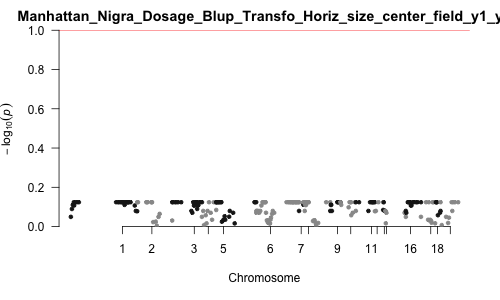 Manhattan_Nigra_Dosage_Blup_Transfo_Horiz_size_center_field_y1_y
1.0
0.8
0.6
0.4
0.2
0.0
− log10(p)
1 2 3 5 6 7 9 11 16 18
Chromosome